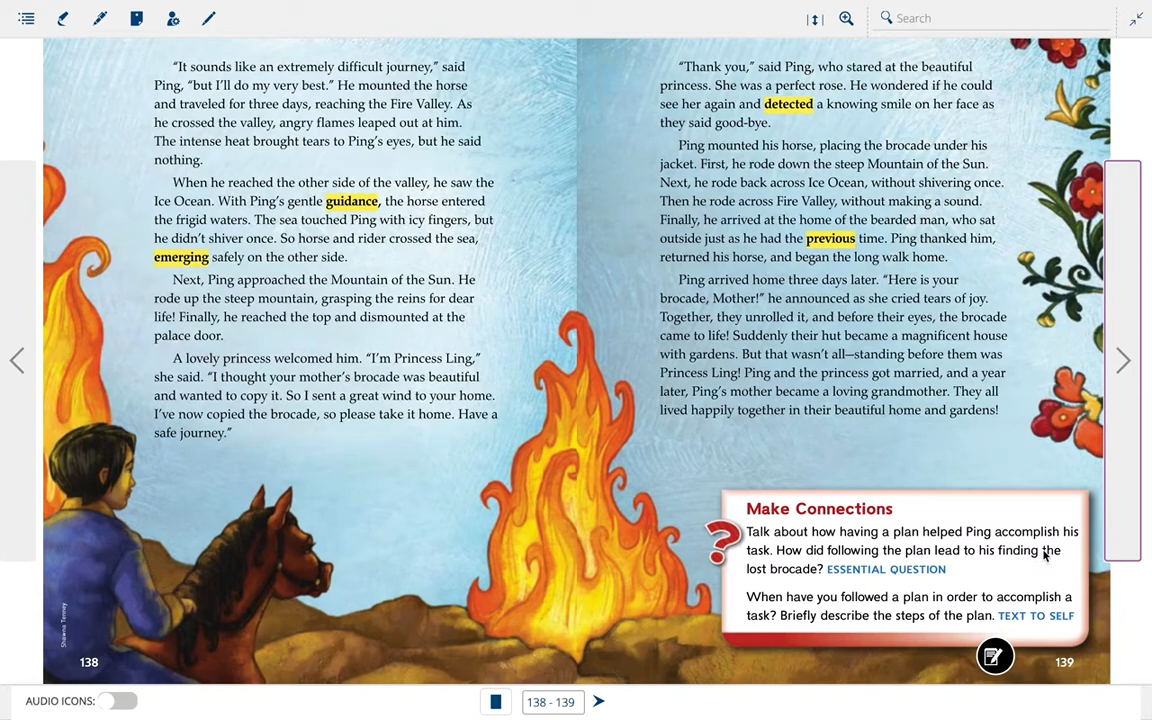 Search
“It sounds like an extremely difficult journey,” said
Ping, “but I’ll do my very best.” He mounted the horse
and traveled for three days, reaching the Fire Valley. As
he crossed the valley, angry flames leaped out at him.
The intense heat brought tears to Ping’s eyes, but he said
nothing.
When he reached the other side of the valley, he saw the
Ice Ocean. With Ping’s gentle guidance, the horse entered
the frigid waters. The sea touched Ping with icy fingers, but
he didn’t shiver once. So horse and rider crossed the sea,
emerging safely on the other side.
Next, Ping approached the Mountain of the Sun. He
rode up the steep mountain, grasping the reins for dear
life! Finally, he reached the top and dismounted at the
palace door.
A lovely princess welcomed him. “I’m Princess Ling,”
she said. “I thought your mother’s brocade was beautiful
and wanted to copy it. So I sent a great wind to your home.
I’ve now copied the brocade, so please take it home. Have a
safe journey.”
Shawna Tenney
138
“Thank you,” said Ping, who stared at the beautiful
princess. She was a perfect rose. He wondered if he could
see her again and detected a knowing smile on her face as
they said good-bye.
Ping mounted his horse, placing the brocade under his
jacket. First, he rode down the steep Mountain of the Sun.
Next, he rode back across Ice Ocean, without shivering once.
Then he rode across Fire Valley, without making a sound.
Finally, he arrived at the home of the bearded man, who sat
outside just as he had the previous time. Ping thanked him,
returned his horse, and began the long walk home.
Ping arrived home three days later. “Here is your
brocade, Mother!” he announced as she cried tears of joy.
Together, they unrolled it, and before their eyes, the brocade
came to life! Suddenly their hut became a magnificent house
with gardens. But that wasn’t all—standing before them was
Princess Ling! Ping and the princess got married, and a year
later, Ping’s mother became a loving grandmother. They all
lived happily together in their beautiful home and gardens!
?
Make Connections
Talk about how having a plan helped Ping accomplish his
task. How did following the plan lead to his finding the
lost brocade? ESSENTIAL QUESTION
When have you followed a plan in order to accomplish a
task? Briefly describe the steps of the plan. TEXT TO SELF
139
AUDIO ICONS:
138 - 139